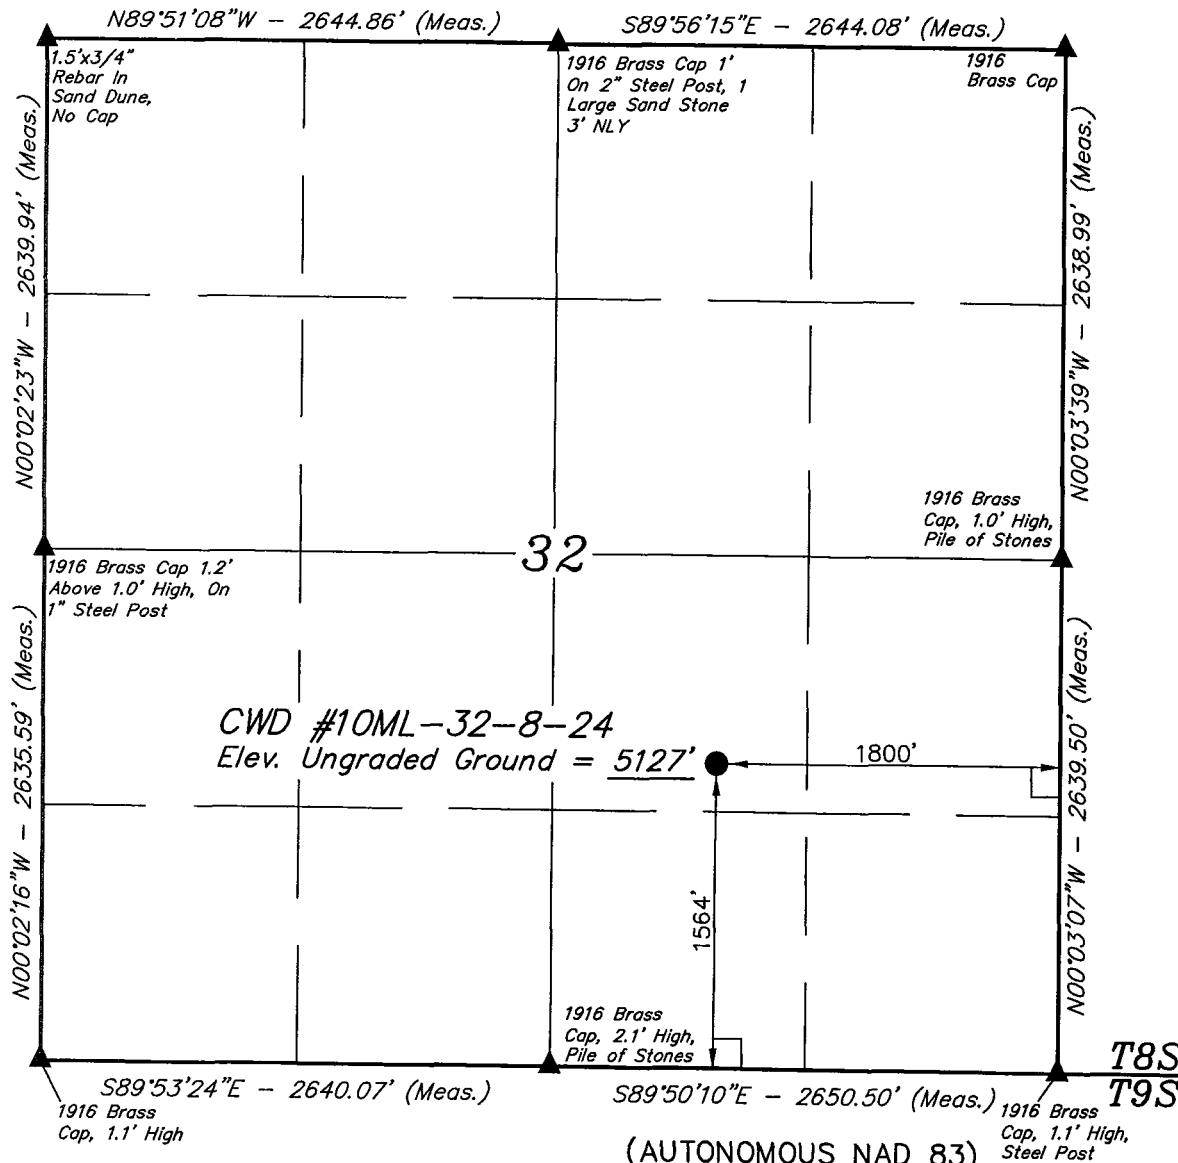 N89°51'08"W - 2644.86' (Meas.)
S89°56'15"E - 2644.08' (Meas.)
1.5'x3/4"
Rebar In
Sand Dune,
No Cap
1916 Brass Cap 1'
On 2" Steel Post, 1
Large Sand Stone
3' NLY
1916
Brass Cap
N00°02'23"W - 2639.94' (Meas.)
N00°03'39"W - 2638.99' (Meas.)
1916 Brass
Cap, 1.0' High,
Pile of Stones
32
1916 Brass Cap 1.2'
Above 1.0' High, On
1" Steel Post
N00°02'16"W - 2635.59' (Meas.)
N00°03'07"W - 2639.50' (Meas.)
CWD #10ML-32-8-24
Elev. Ungraded Ground = 5127'
1800'
1564'
1916 Brass
Cap, 2.1' High,
Pile of Stones
T8S
T9S
S89°53'24"E - 2640.07' (Meas.)
S89°50'10"E - 2650.50' (Meas.)
1916 Brass
Cap, 1.1' High
1916 Brass
Cap, 1.1' High,
Steel Post
(AUTONOMOUS NAD 83)